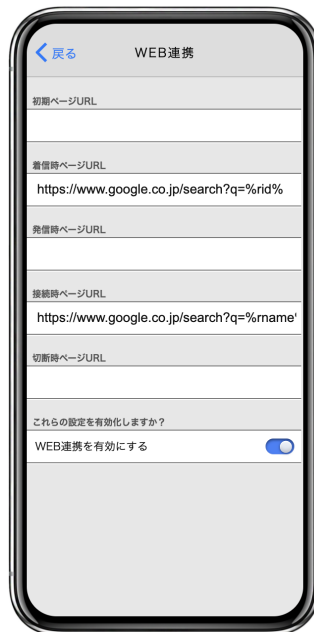 戻る WEB連携
初期ページURL
着信時ページURL
https://www.google.co.jp/search?q=%rid%
発信時ページURL
接続時ページURL
https://www.google.co.jp/search?q=%rname
切断時ページURL
これらの設定を有効化しますか？
WEB連携を有効にする